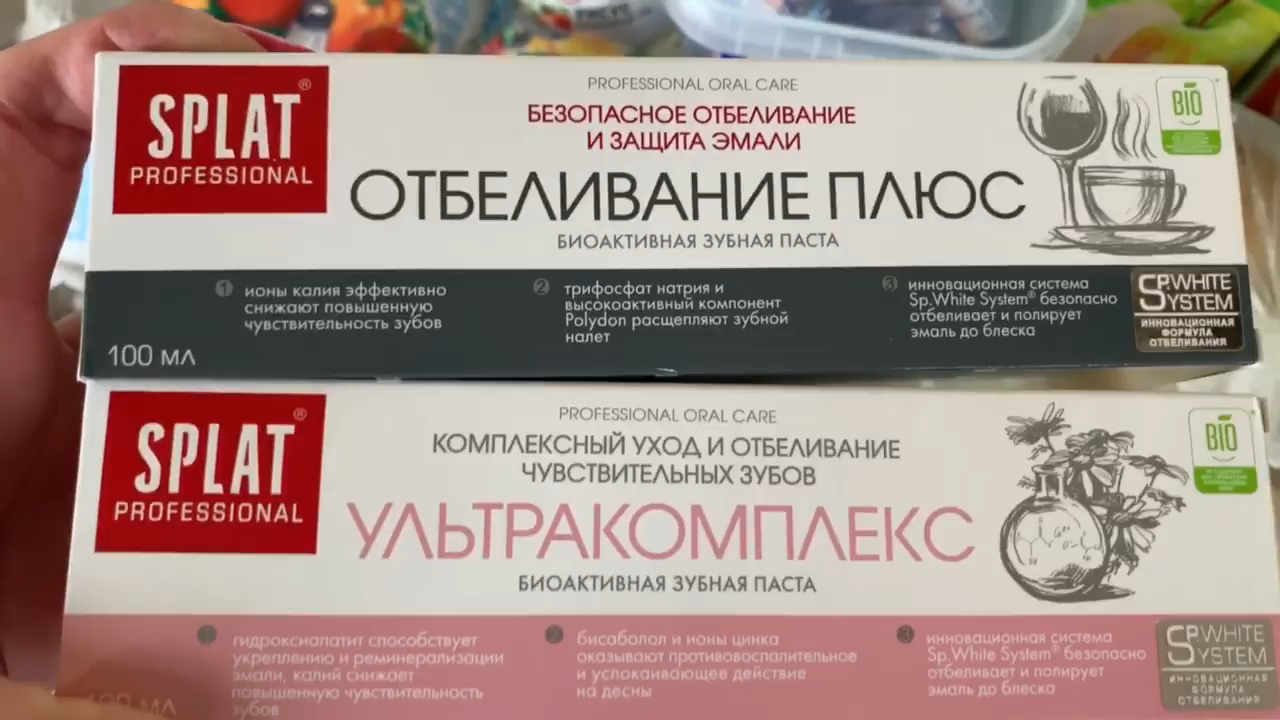 SPLAT®
PROFESSIONAL
PROFESSIONAL ORAL CARE
БЕЗОПАСНОЕ ОТБЕЛИВАНИЕ
И ЗАЩИТА ЭМАЛИ
ОТБЕЛИВАНИЕ ПЛЮС
БИОАКТИВНАЯ ЗУБНАЯ ПАСТА
BIO
1 ионы калия эффективно
снижают повышенную
чувствительность зубов
2 трифосфат натрия и
высокоактивный компонент
Polydon расщепляют зубной
налет
3 инновационная система
Sp.White System® безопасно
отбеливает и полирует
эмаль до блеска
SP.WHITE
SYSTEM
ИННОВАЦИОННАЯ
ФОРМУЛА
ОТБЕЛИВАНИЯ
100 МЛ
SPLAT®
PROFESSIONAL
PROFESSIONAL ORAL CARE
КОМПЛЕКСНЫЙ УХОД И ОТБЕЛИВАНИЕ
ЧУВСТВИТЕЛЬНЫХ ЗУБОВ
УЛЬТРАКОМПЛЕКС
БИОАКТИВНАЯ ЗУБНАЯ ПАСТА
BIO
1 гидроксиапатит способствует
укреплению и реминерализации
эмали, калий снижает
повышенную чувствительность
зубов
2 бисаболол и ионы цинка
оказывают противовоспалительное
и успокаивающее действие
на десны
3 инновационная система
Sp.White System® безопасно
отбеливает и полирует
эмаль до блеска
SP.WHITE
SYSTEM
ИННОВАЦИОННАЯ
ФОРМУЛА
ОТБЕЛИВАНИЯ
100 МЛ